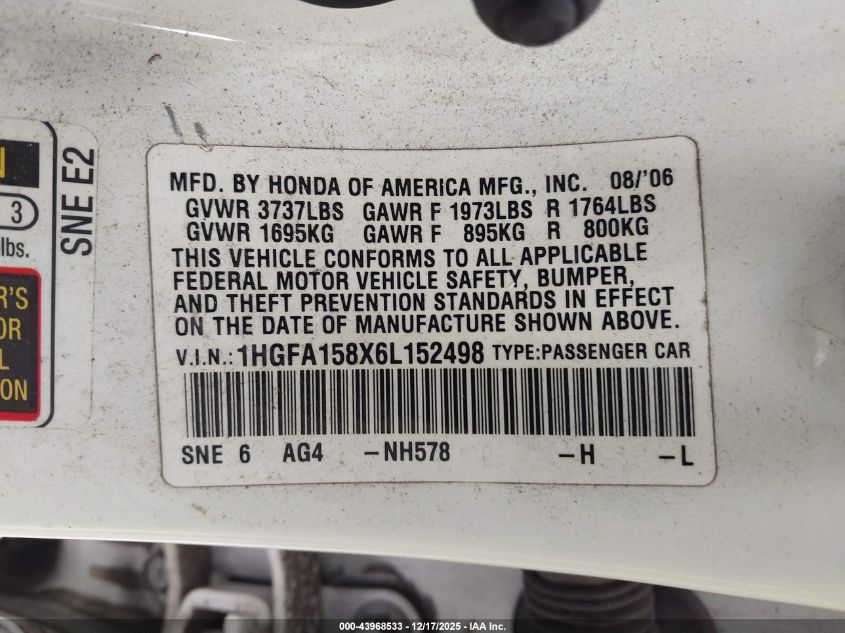 N
3
lbs.
SNE E2
R'S
OR
L
ON
MFD. BY HONDA OF AMERICA MFG., INC. 08/'06
GVWR 3737LBS GAWR F 1973LBS R 1764LBS
GVWR 1695KG GAWR F 895KG R 800KG
THIS VEHICLE CONFORMS TO ALL APPLICABLE
FEDERAL MOTOR VEHICLE SAFETY, BUMPER,
AND THEFT PREVENTION STANDARDS IN EFFECT
ON THE DATE OF MANUFACTURE SHOWN ABOVE.
V.I.N.: 1HGFA158X6L152498 TYPE:PASSENGER CAR
SNE 6 AG4 -NH578 -H -L
000-43968533 - 12/17/2025 - IAA Inc.